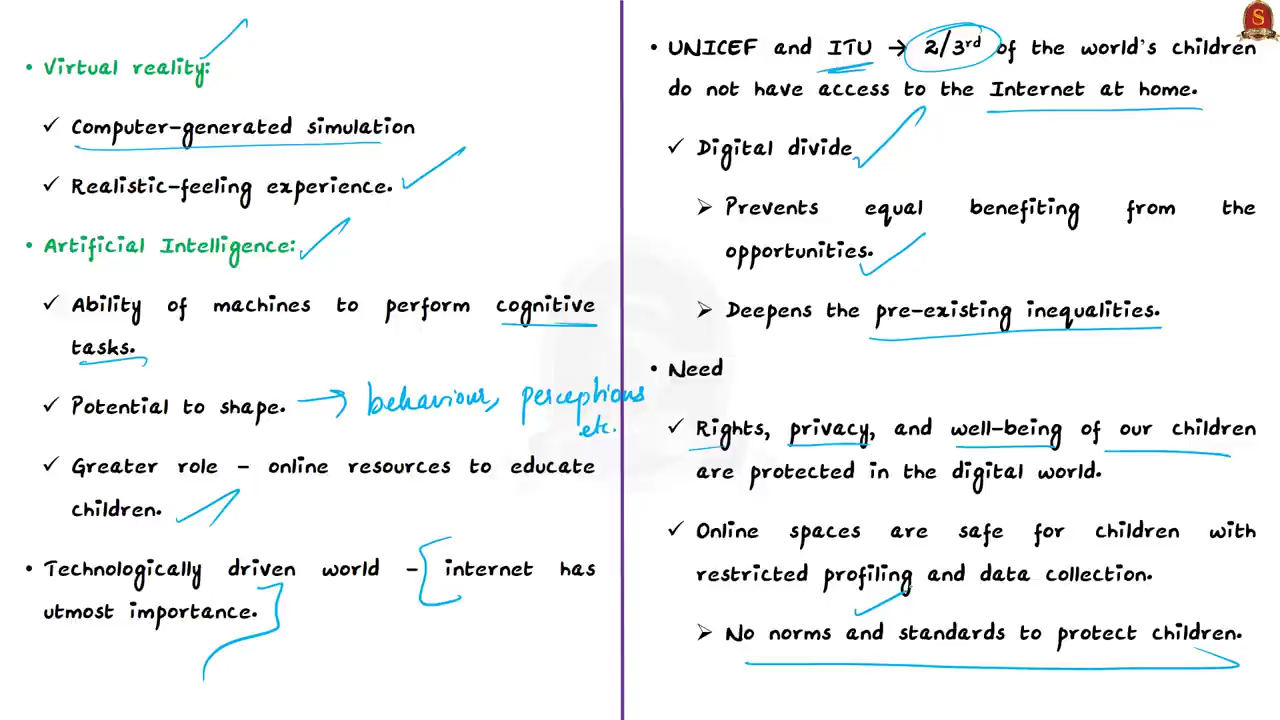 • Virtual reality:
✓ Computer-generated simulation
✓ Realistic-feeling experience.
• Artificial Intelligence:
✓ Ability of machines to perform cognitive
tasks.
✓ Potential to shape. → behaviour, perceptions
etc.
✓ Greater role - online resources to educate
children.
• Technologically driven world - internet has
utmost importance.
S
• UNICEF and ITU → 2/3rd of the world's children
do not have access to the Internet at home.
✓ Digital divide
➢ Prevents equal benefiting from the
opportunities.
➢ Deepens the pre-existing inequalities.
• Need
✓ Rights, privacy, and well-being of our children
are protected in the digital world.
✓ Online spaces are safe for children with
restricted profiling and data collection.
➢ No norms and standards to protect children.